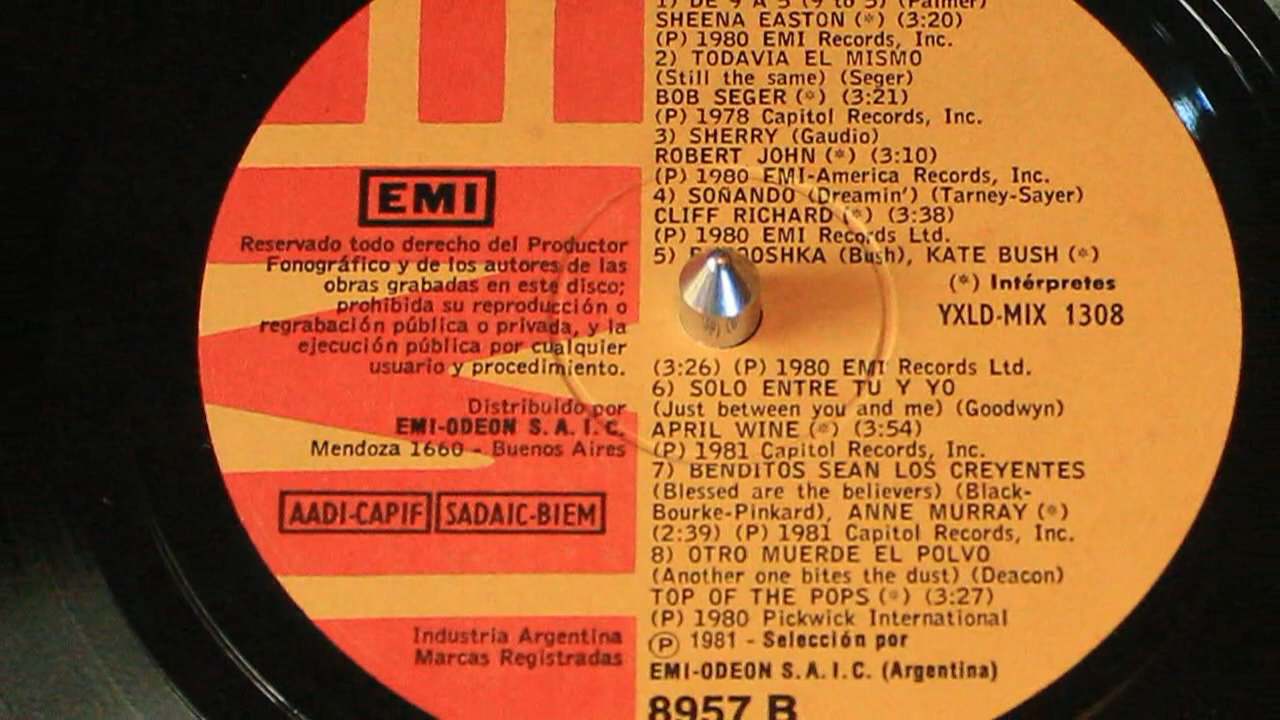 1) DE 9 A 5 (9 to 5) (Palmer)
SHEENA EASTON (*) (3:20)
(P) 1980 EMI Records, Inc.
2) TODAVIA EL MISMO
(Still the same) (Seger)
BOB SEGER (*) (3:21)
(P) 1978 Capitol Records, Inc.
3) SHERRY (Gaudio)
ROBERT JOHN (*) (3:10)
(P) 1980 EMI-America Records, Inc.
4) SOÑANDO (Dreamin') (Tarney-Sayer)
CLIFF RICHARD (*) (3:38)
(P) 1980 EMI Records Ltd.
5) (Bush), KATE BUSH (*)
(*) Intérpretes
YXLD-MIX 1308
(3:26) (P) 1980 EMI Records Ltd.
6) SOLO ENTRE TU Y YO
(Just between you and me) (Goodwyn)
APRIL WINE (*) (3:54)
(P) 1981 Capitol Records, Inc.
7) BENDITOS SEAN LOS CREYENTES
(Blessed are the believers) (Black-
Bourke-Pinkard), ANNE MURRAY (*)
(2:39) (P) 1981 Capitol Records, Inc.
8) OTRO MUERDE EL POLVO
(Another one bites the dust) (Deacon)
TOP OF THE POPS (*) (3:27)
(P) 1980 Pickwick International
Ⓟ 1981 - Selección por
EMI-ODEON S.A.I.C. (Argentina)
8957 B
EMI
Reservado todo derecho del Productor
Fonográfico y de los autores de las
obras grabadas en este disco;
prohibida su reproducción o
regrabación pública o privada, y la
ejecución pública por cualquier
usuario y procedimiento.
Distribuido por
EMI-ODEON S.A.I.C.
Mendoza 1660 - Buenos Aires
AADI-CAPIF SADAIC-BIEM
Industria Argentina
Marcas Registradas